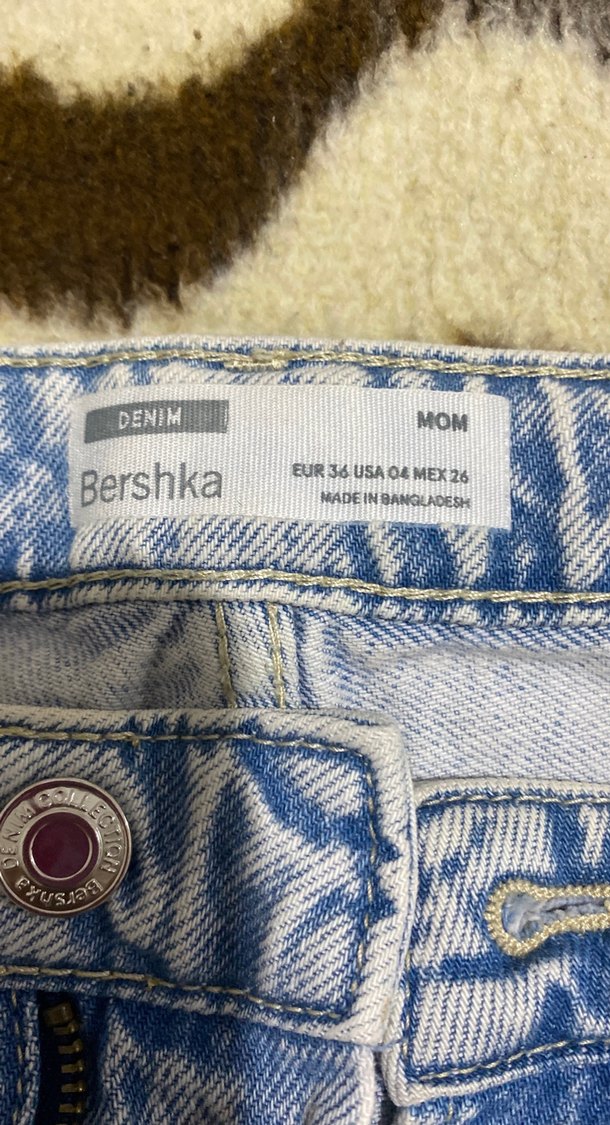 DENIM
MOM
Bershka
EUR 36 USA 04 MEX 26
MADE IN BANGLADESH
DENIM COLLECTION Bershka